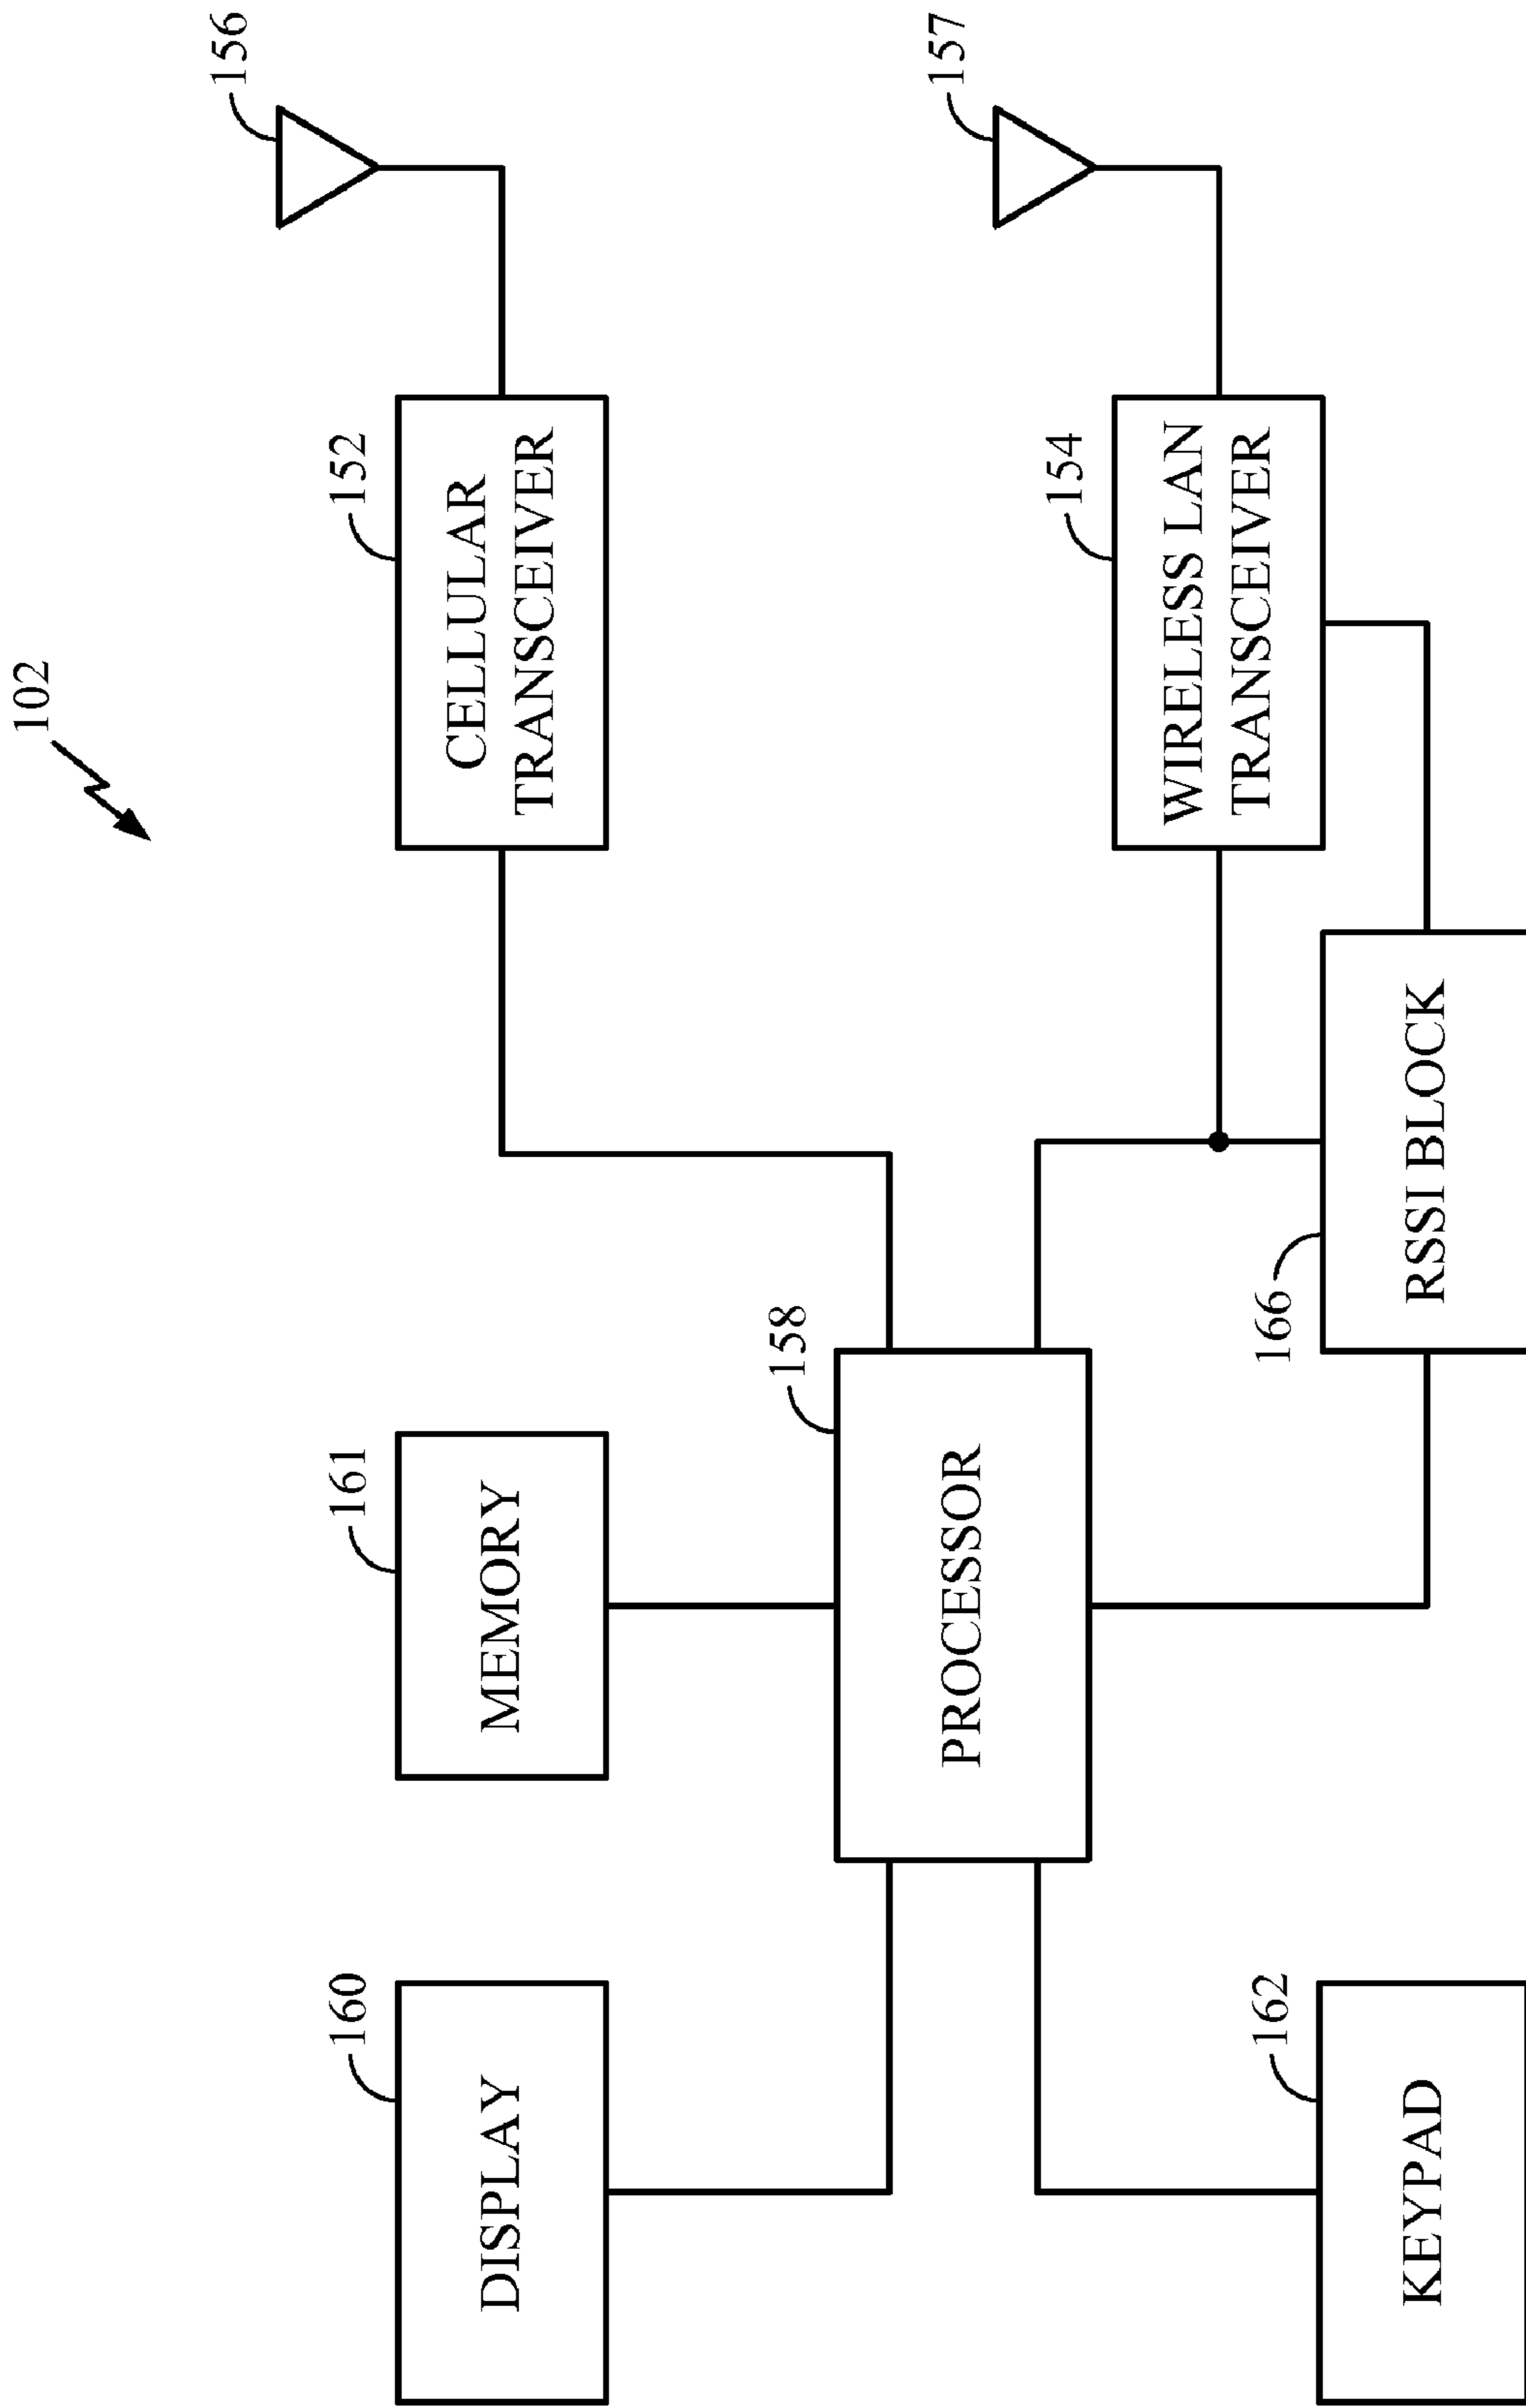 102
156
152
CELLULAR
TRANSCEIVER
160
DISPLAY
161
MEMORY
158
PROCESSOR
157
154
WIRELESS LAN
TRANSCEIVER
162
KEYPAD
166
RSSI BLOCK